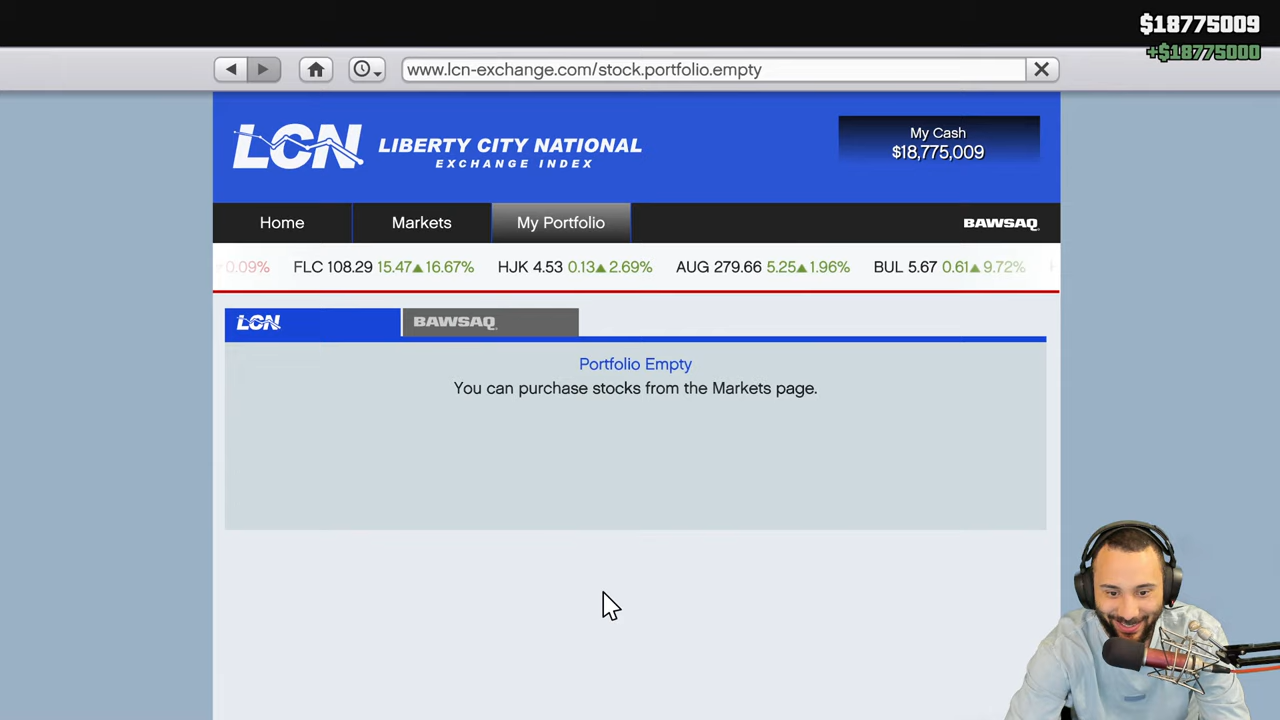 $18775009
+$18775000
www.lcn-exchange.com/stock.portfolio.empty
LCN LIBERTY CITY NATIONAL
EXCHANGE INDEX
My Cash
$18,775,009
Home Markets My Portfolio BAWSAQ
0.09% FLC 108.29 15.47▲16.67% HJK 4.53 0.13▲2.69% AUG 279.66 5.25▲1.96% BUL 5.67 0.61▲9.72%
LCN BAWSAQ
Portfolio Empty
You can purchase stocks from the Markets page.